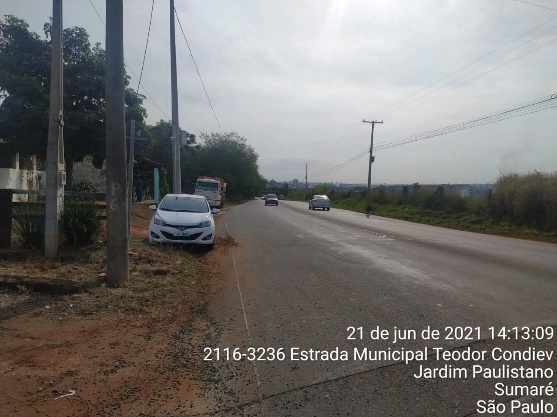 21 de jun de 2021 14:13:09
2116-3236 Estrada Municipal Teodor Condiev
Jardim Paulistano
Sumaré
São Paulo